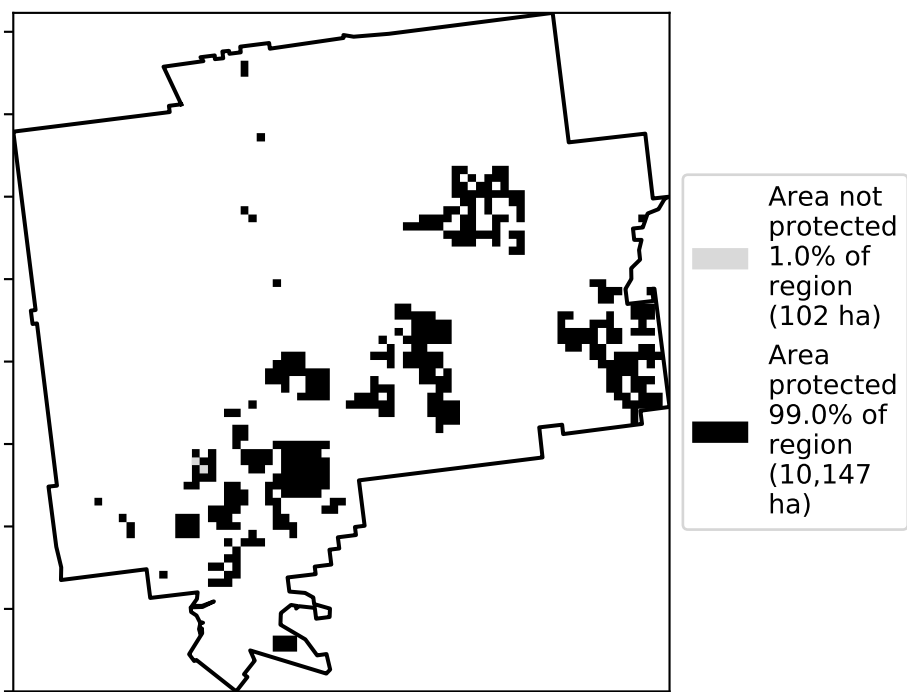 Area not
protected
1.0% of
region
(102 ha)
Area
protected
99.0% of
region
(10,147
ha)